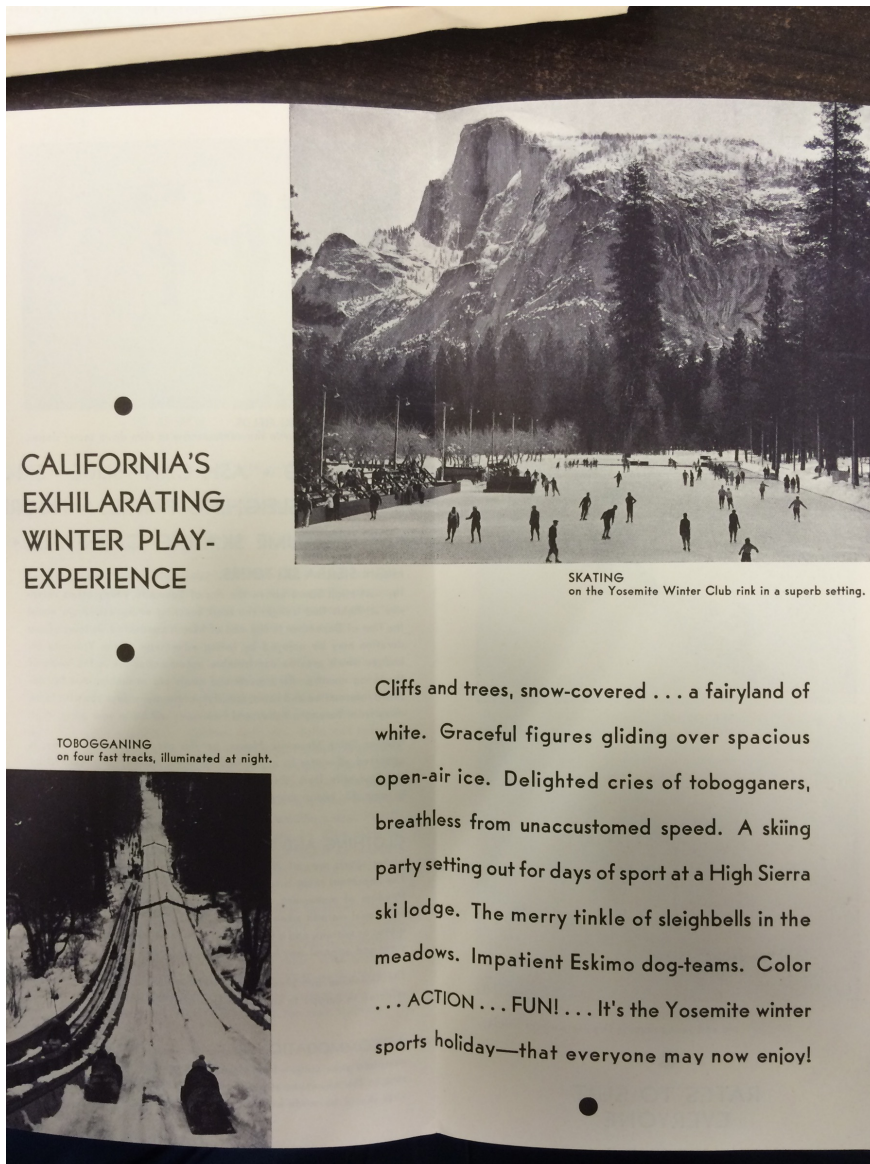 CALIFORNIA'S
EXHILARATING
WINTER PLAY-
EXPERIENCE
SKATING
on the Yosemite Winter Club rink in a superb setting.
TOBOGGANING
on four fast tracks, illuminated at night.
Cliffs and trees, snow-covered . . . a fairyland of
white. Graceful figures gliding over spacious
open-air ice. Delighted cries of tobogganers,
breathless from unaccustomed speed. A skiing
party setting out for days of sport at a High Sierra
ski lodge. The merry tinkle of sleighbells in the
meadows. Impatient Eskimo dog-teams. Color
. . . ACTION . . . FUN! . . . It's the Yosemite winter
sports holiday—that everyone may now enjoy!